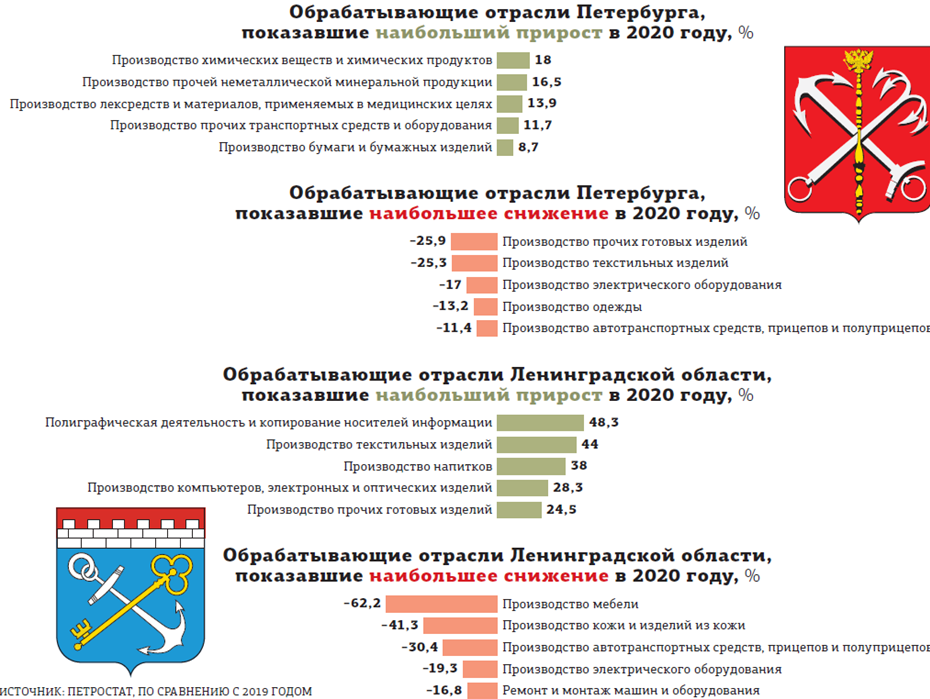 Обрабатывающие отрасли Петербурга,
показавшие наибольший прирост в 2020 году, %
Производство химических веществ и химических продуктов 18
Производство прочей неметаллической минеральной продукции 16,5
Производство лексредств и материалов, применяемых в медицинских целях 13,9
Производство прочих транспортных средств и оборудования 11,7
Производство бумаги и бумажных изделий 8,7
Обрабатывающие отрасли Петербурга,
показавшие наибольшее снижение в 2020 году, %
–25,9 Производство прочих готовых изделий
–25,3 Производство текстильных изделий
–17 Производство электрического оборудования
–13,2 Производство одежды
–11,4 Производство автотранспортных средств, прицепов и полуприцепов
Обрабатывающие отрасли Ленинградской области,
показавшие наибольший прирост в 2020 году, %
Полиграфическая деятельность и копирование носителей информации 48,3
Производство текстильных изделий 44
Производство напитков 38
Производство компьютеров, электронных и оптических изделий 28,3
Производство прочих готовых изделий 24,5
Обрабатывающие отрасли Ленинградской области,
показавшие наибольшее снижение в 2020 году, %
–62,2 Производство мебели
–41,3 Производство кожи и изделий из кожи
–30,4 Производство автотранспортных средств, прицепов и полуприцепов
–19,3 Производство электрического оборудования
–16,8 Ремонт и монтаж машин и оборудования
ИСТОЧНИК: ПЕТРОСТАТ, ПО СРАВНЕНИЮ С 2019 ГОДОМ